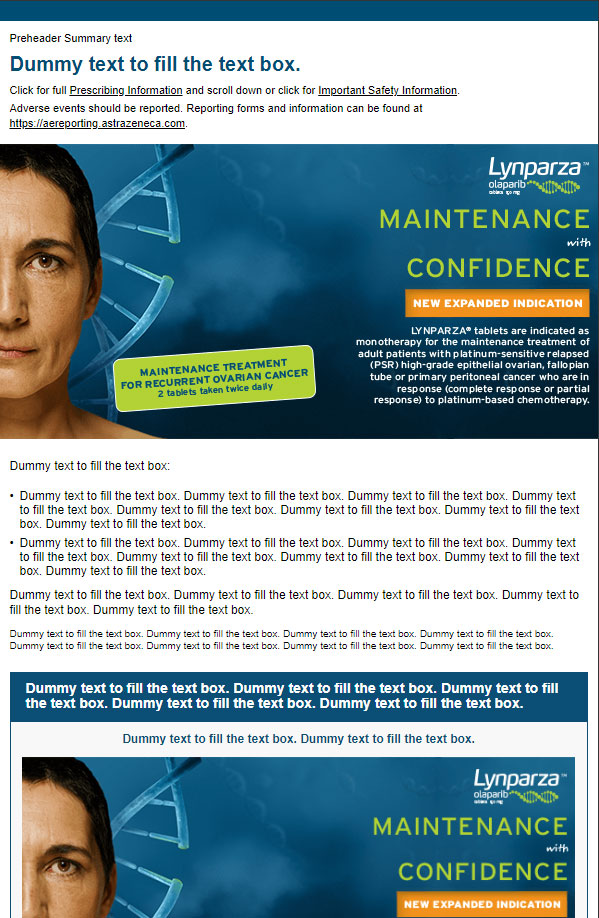 Preheader Summary text
Dummy text to fill the text box.
Click for full Prescribing Information and scroll down or click for Important Safety Information.
Adverse events should be reported. Reporting forms and information can be found at
https://aereporting.astrazeneca.com.
Lynparza™
olaparib
MAINTENANCE
with
CONFIDENCE
NEW EXPANDED INDICATION
LYNPARZA® tablets are indicated as
monotherapy for the maintenance treatment of
adult patients with platinum-sensitive relapsed
(PSR) high-grade epithelial ovarian, fallopian
tube or primary peritoneal cancer who are in
response (complete response or partial
response) to platinum-based chemotherapy.
MAINTENANCE TREATMENT
FOR RECURRENT OVARIAN CANCER
2 tablets taken twice daily
Dummy text to fill the text box:
• Dummy text to fill the text box. Dummy text to fill the text box. Dummy text to fill the text box. Dummy text
to fill the text box. Dummy text to fill the text box. Dummy text to fill the text box. Dummy text to fill the text
box. Dummy text to fill the text box.
• Dummy text to fill the text box. Dummy text to fill the text box. Dummy text to fill the text box. Dummy text
to fill the text box. Dummy text to fill the text box. Dummy text to fill the text box. Dummy text to fill the text
box. Dummy text to fill the text box.
Dummy text to fill the text box. Dummy text to fill the text box. Dummy text to fill the text box. Dummy text to
fill the text box. Dummy text to fill the text box.
Dummy text to fill the text box. Dummy text to fill the text box. Dummy text to fill the text box. Dummy text to fill the text box.
Dummy text to fill the text box. Dummy text to fill the text box. Dummy text to fill the text box. Dummy text to fill the text box.
Dummy text to fill the text box. Dummy text to fill the text box. Dummy text to fill
the text box. Dummy text to fill the text box. Dummy text to fill the text box.
Dummy text to fill the text box. Dummy text to fill the text box.
Lynparza™
olaparib
MAINTENANCE
with
CONFIDENCE
NEW EXPANDED INDICATION